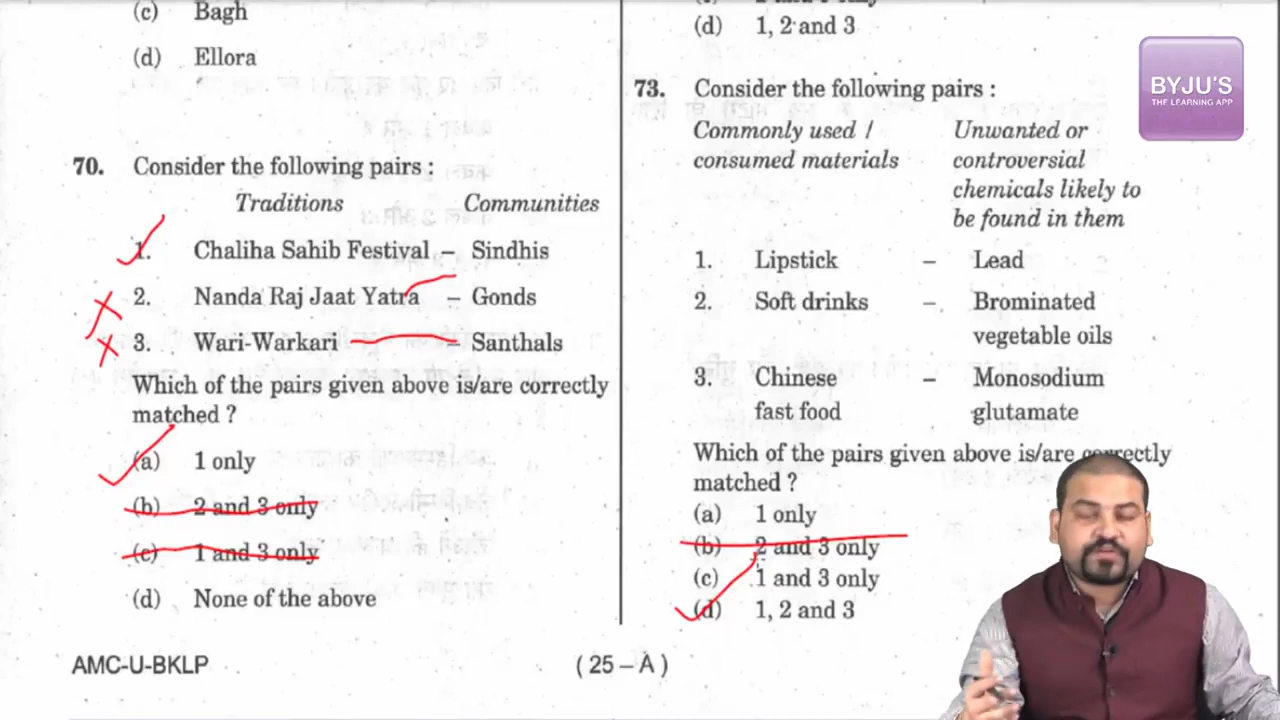 (c) Bagh
(d) Ellora
70. Consider the following pairs :
Traditions Communities
1. Chaliha Sahib Festival – Sindhis
2. Nanda Raj Jaat Yatra – Gonds
3. Wari-Warkari – Santhals
Which of the pairs given above is/are correctly
matched ?
(a) 1 only
(b) 2 and 3 only
(c) 1 and 3 only
(d) None of the above
AMC-U-BKLP
( 25 – A )
(d) 1, 2 and 3
73. Consider the following pairs :
Commonly used / Unwanted or
consumed materials controversial
chemicals likely to
be found in them
1. Lipstick – Lead
2. Soft drinks – Brominated
vegetable oils
3. Chinese – Monosodium
fast food glutamate
Which of the pairs given above is/are correctly
matched ?
(a) 1 only
(b) 2 and 3 only
(c) 1 and 3 only
(d) 1, 2 and 3
BYJU'S
THE LEARNING APP